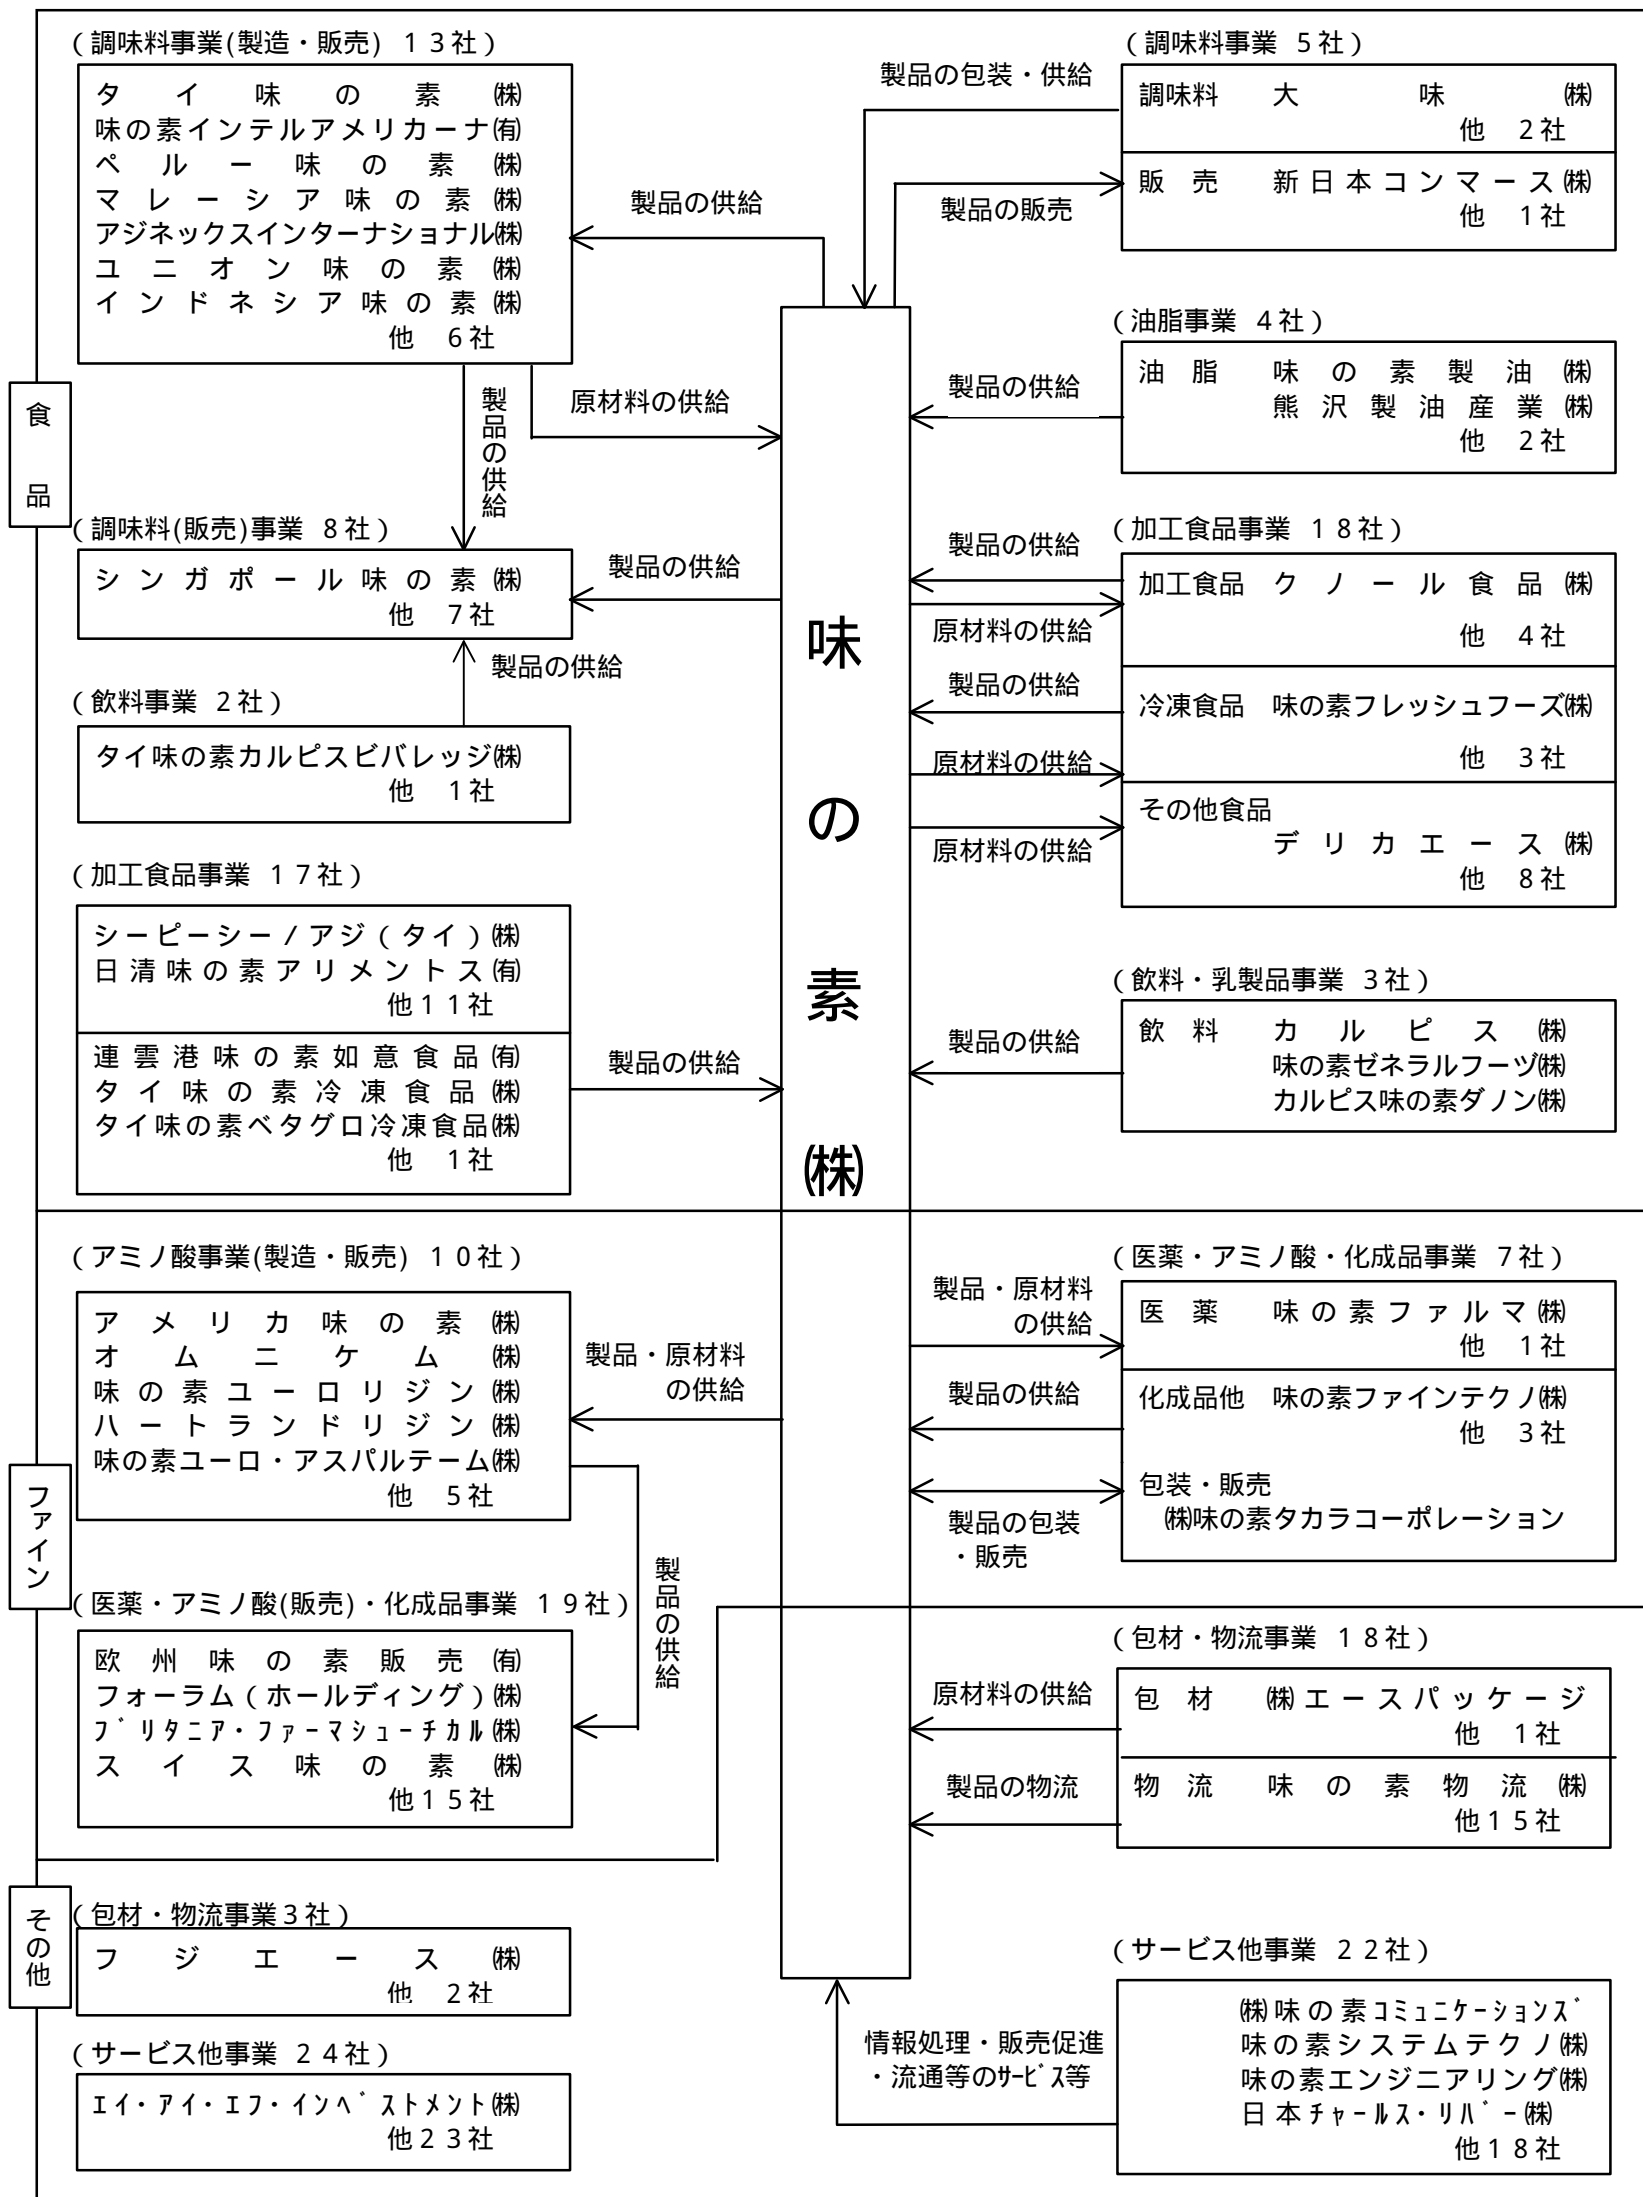 (調味料事業(製造・販売) 13社)
タイ味の素㈱
味の素インテルアメリカーナ㈲
ペルー味の素㈱
マレーシア味の素㈱
アジネックスインターナショナル㈱
ユニオン味の素㈱
インドネシア味の素㈱
他 6社
製品の供給
製品の供給
原材料の供給
食品
(調味料(販売)事業 8社)
シンガポール味の素㈱
他 7社
製品の供給
製品の供給
(飲料事業 2社)
タイ味の素カルピスビバレッジ㈱
他 1社
(加工食品事業 17社)
シーピーシー/アジ(タイ)㈱
日清味の素アリメントス㈲
他11社
連雲港味の素如意食品㈲
タイ味の素冷凍食品㈱
タイ味の素ベタグロ冷凍食品㈱
他 1社
製品の供給
味の素㈱
(調味料事業 5社)
製品の包装・供給
調味料 大味㈱
他 2社
製品の販売
販売 新日本コンマース㈱
他 1社
(油脂事業 4社)
製品の供給
油脂 味の素製油㈱
熊沢製油産業㈱
他 2社
(加工食品事業 18社)
製品の供給
加工食品 クノール食品㈱
原材料の供給
他 4社
製品の供給
冷凍食品 味の素フレッシュフーズ㈱
原材料の供給
他 3社
その他食品
デリカエース㈱
原材料の供給
他 8社
(飲料・乳製品事業 3社)
製品の供給
飲料 カルピス㈱
味の素ゼネラルフーヅ㈱
カルピス味の素ダノン㈱
(アミノ酸事業(製造・販売) 10社)
アメリカ味の素㈱
オムニケム㈱
味の素ユーロリジン㈱
ハートランドリジン㈱
味の素ユーロ・アスパルテーム㈱
他 5社
製品・原材料
の供給
製品の供給
ファイン
(医薬・アミノ酸(販売)・化成品事業 19社)
欧州味の素販売㈲
フォーラム(ホールディング)㈱
ブリタニア・ファーマシューチカル㈱
スイス味の素㈱
他15社
(医薬・アミノ酸・化成品事業 7社)
製品・原材料
の供給
医薬 味の素ファルマ㈱
他 1社
製品の供給
化成品他 味の素ファインテクノ㈱
他 3社
包装・販売
㈱味の素タカラコーポレーション
製品の包装
・販売
(包材・物流事業 18社)
原材料の供給
包材 ㈱エースパッケージ
他 1社
製品の物流
物流 味の素物流㈱
他15社
その他
(包材・物流事業3社)
フジエース㈱
他 2社
(サービス他事業 24社)
エイ・アイ・エフ・インベストメント㈱
他23社
(サービス他事業 22社)
情報処理・販売促進
・流通等のサービス等
㈱味の素コミュニケーションズ
味の素システムテクノ㈱
味の素エンジニアリング㈱
日本チャールス・リバー㈱
他18社